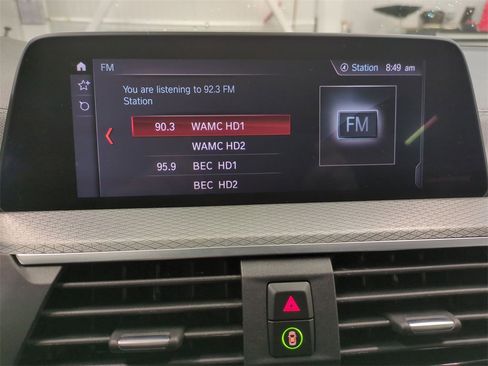 FM
Station 8:49 am
You are listening to 92.3 FM
Station
90.3 WAMC HD1
WAMC HD2
95.9 BEC HD1
BEC HD2
FM